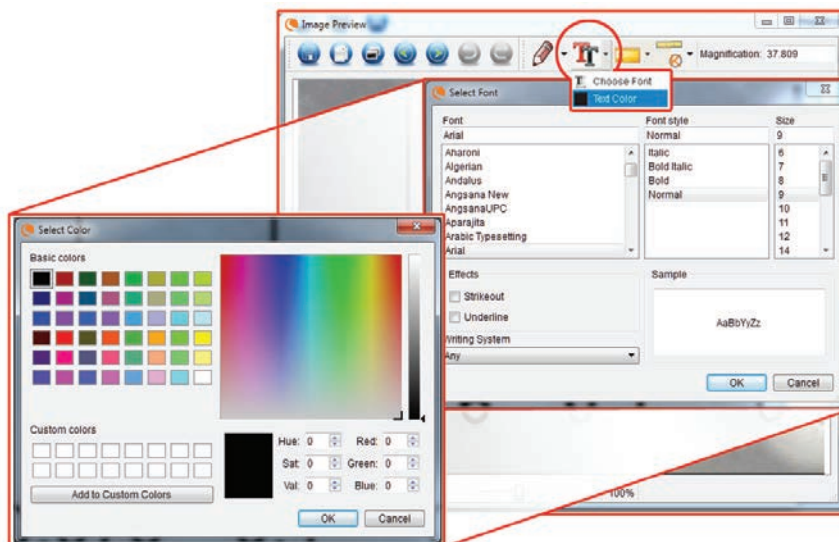 Image Preview
Magnification: 37.809
Choose Font
Text Color
Select Font
Font
Font style
Size
Arial
Normal
9
Aharoni
Algerian
Andalus
Angsana New
AngsanaUPC
Aparajita
Arabic Typesetting
Arial
Italic
Bold Italic
Bold
Normal
6
7
8
9
10
11
12
14
Effects
Strikeout
Underline
Writing System
Any
Sample
AaBbYyZz
OK
Cancel
Select Color
Basic colors
Custom colors
Add to Custom Colors
Hue: 0
Red: 0
Sat: 0
Green: 0
Val: 0
Blue: 0
OK
Cancel
100%